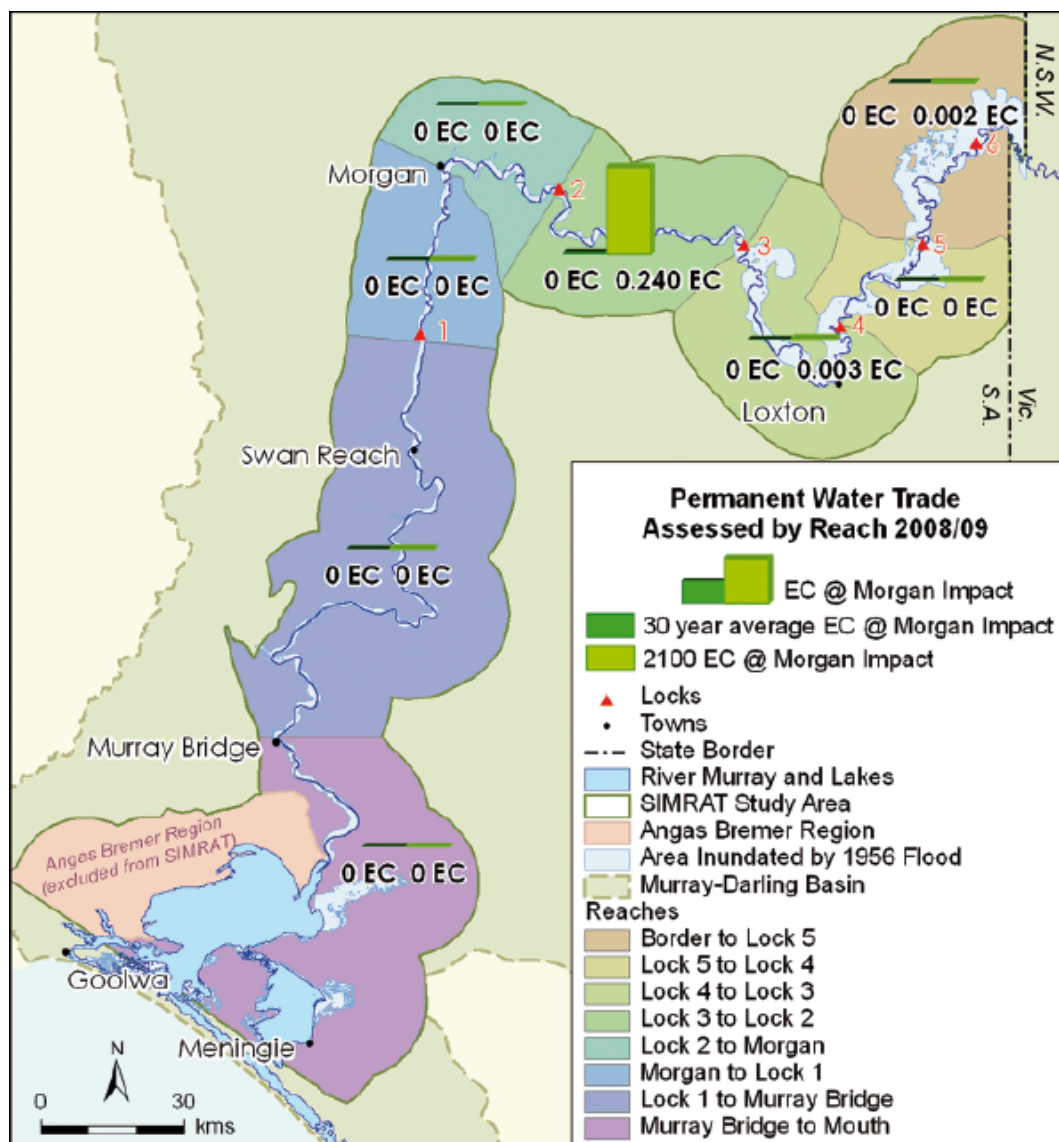 N.S.W.
0 EC 0.002 EC
6
0 EC 0 EC
Morgan
2
3
5
0 EC 0.240 EC
0 EC 0 EC
0 EC 0 EC
1
4
0 EC 0.003 EC
Loxton
Vic.
S.A.
Swan Reach
0 EC 0 EC
Murray Bridge
0 EC 0 EC
Angas Bremer Region
(excluded from SIMRAT)
Goolwa
Meningie
N
0 30
kms
Permanent Water Trade
Assessed by Reach 2008/09
EC @ Morgan Impact
30 year average EC @ Morgan Impact
2100 EC @ Morgan Impact
Locks
Towns
State Border
River Murray and Lakes
SIMRAT Study Area
Angas Bremer Region
Area Inundated by 1956 Flood
Murray-Darling Basin
Reaches
Border to Lock 5
Lock 5 to Lock 4
Lock 4 to Lock 3
Lock 3 to Lock 2
Lock 2 to Morgan
Morgan to Lock 1
Lock 1 to Murray Bridge
Murray Bridge to Mouth